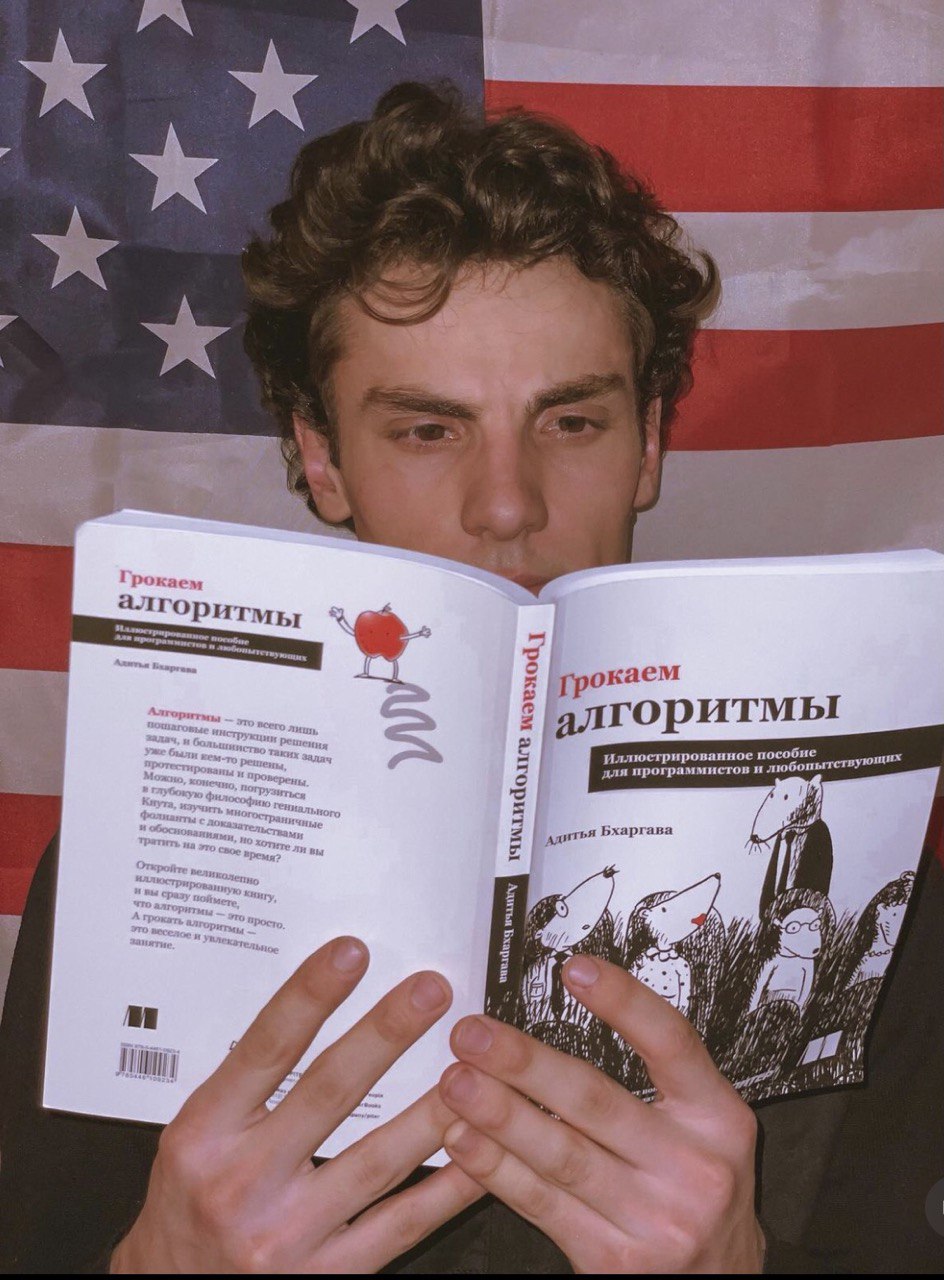 Грокаем
алгоритмы
Иллюстрированное пособие
для программистов и любопытствующих
Адитья Бхаргава
Алгоритмы — это всего лишь
пошаговые инструкции решения
задач, и большинство таких задач
уже были кем-то решены,
протестированы и проверены.
Можно, конечно, погрузиться
в глубокую философию гениального
Кнута, изучить многостраничные
фолианты с доказательствами
и обоснованиями, но хотите ли вы
тратить на это свое время?
Откройте великолепно
иллюстрированную книгу,
и вы сразу поймете,
что алгоритмы — это просто.
А грокать алгоритмы —
это веселое и увлекательное
занятие.
Грокаем алгоритмы
Адитья Бхаргава
Грокаем
алгоритмы
Иллюстрированное пособие
для программистов и любопытствующих
Адитья Бхаргава